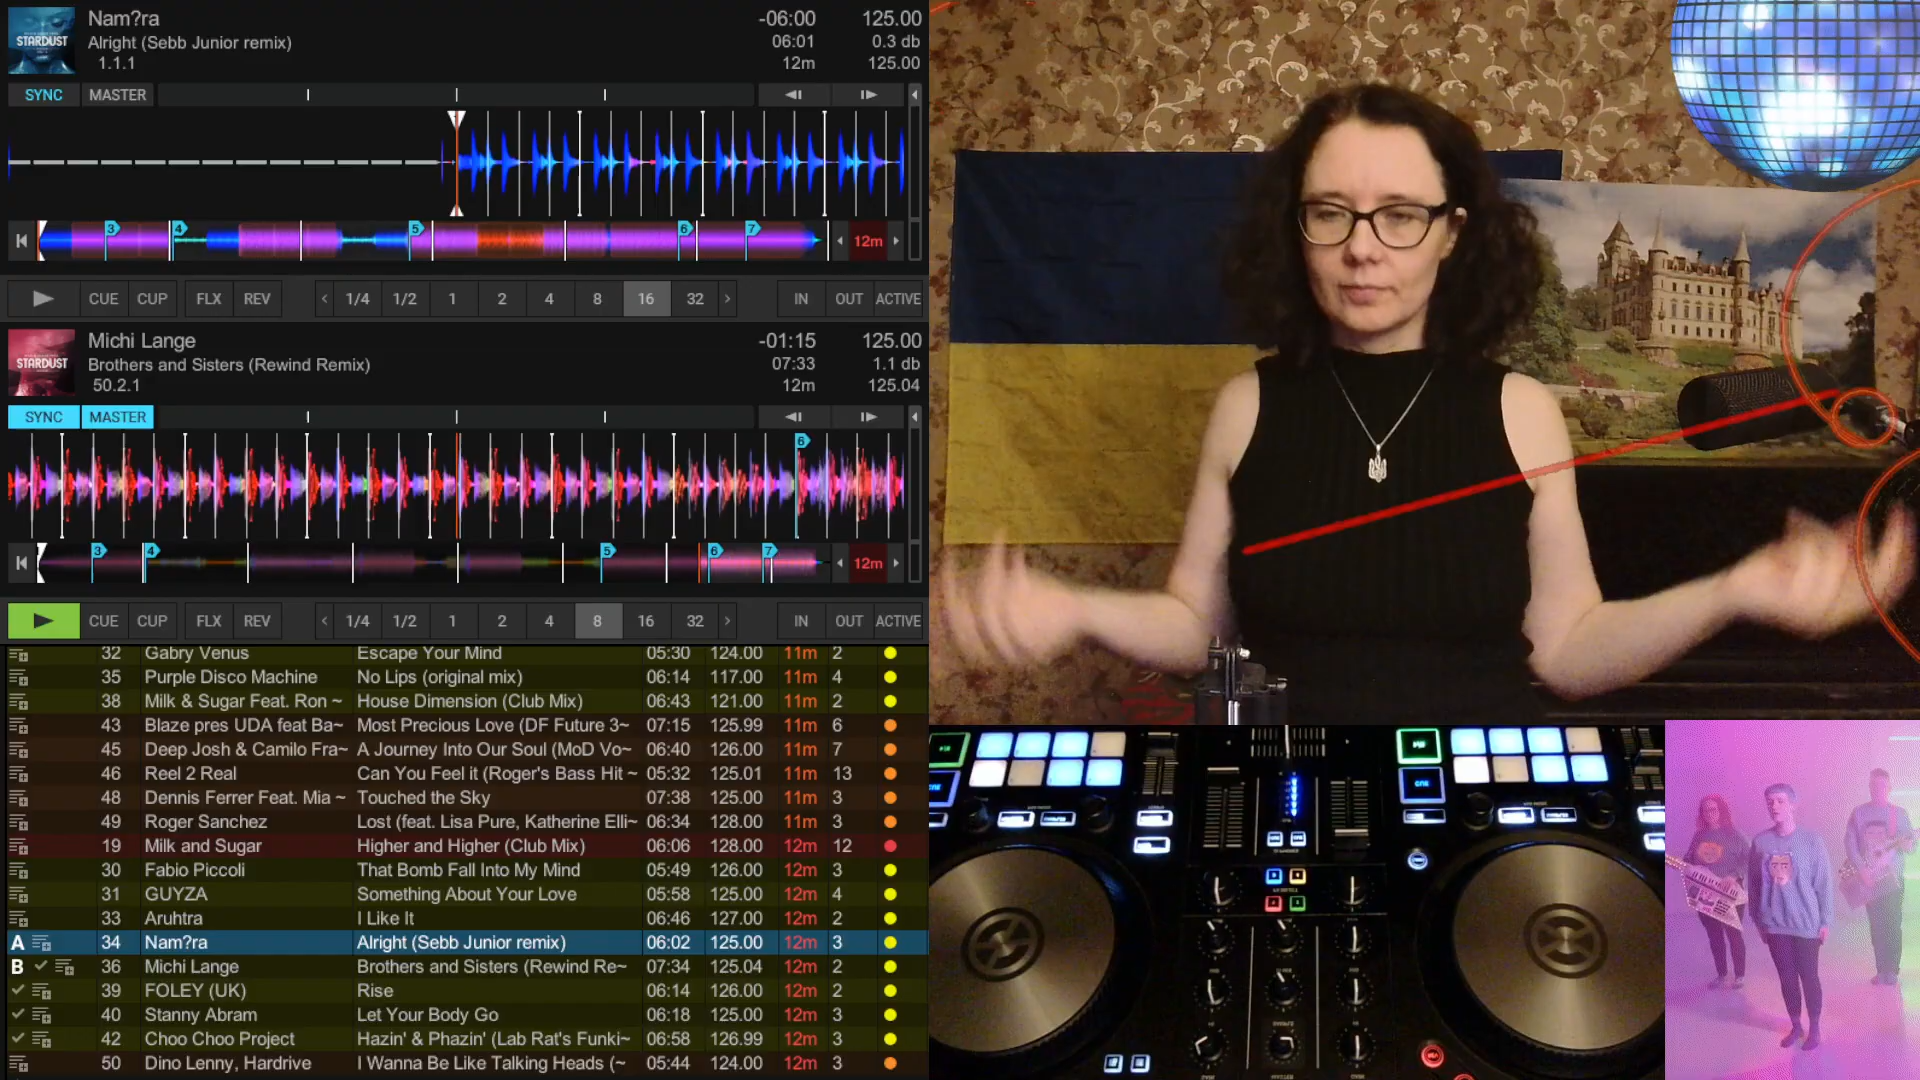 STARDUST
Nam?ra -06:00 125.00
Alright (Sebb Junior remix) 06:01 0.3 db
1.1.1 12m 125.00
SYNC MASTER
3 4 5 6 7 12m
CUE CUP FLX REV 1/4 1/2 1 2 4 8 16 32 IN OUT ACTIVE
STARDUST
Michi Lange -01:15 125.00
Brothers and Sisters (Rewind Remix) 07:33 1.1 db
50.2.1 12m 125.04
SYNC MASTER
6
3 4 5 6 7 12m
CUE CUP FLX REV 1/4 1/2 1 2 4 8 16 32 IN OUT ACTIVE
32 Gabry Venus Escape Your Mind 05:30 124.00 11m 2
35 Purple Disco Machine No Lips (original mix) 06:14 117.00 11m 4
38 Milk & Sugar Feat. Ron ~ House Dimension (Club Mix) 06:43 121.00 11m 2
43 Blaze pres UDA feat Ba~ Most Precious Love (DF Future 3~ 07:15 125.99 11m 6
45 Deep Josh & Camilo Fra~ A Journey Into Our Soul (MoD Vo~ 06:40 126.00 11m 7
46 Reel 2 Real Can You Feel it (Roger's Bass Hit ~ 05:32 125.01 11m 13
48 Dennis Ferrer Feat. Mia ~ Touched the Sky 07:38 125.00 11m 3
49 Roger Sanchez Lost (feat. Lisa Pure, Katherine Elli~ 06:34 128.00 11m 3
19 Milk and Sugar Higher and Higher (Club Mix) 06:06 128.00 12m 12
30 Fabio Piccoli That Bomb Fall Into My Mind 05:49 126.00 12m 3
31 GUYZA Something About Your Love 05:58 125.00 12m 4
33 Aruhtra I Like It 06:46 127.00 12m 2
A 34 Nam?ra Alright (Sebb Junior remix) 06:02 125.00 12m 3
B 36 Michi Lange Brothers and Sisters (Rewind Re~ 07:34 125.04 12m 2
39 FOLEY (UK) Rise 06:14 126.00 12m 2
40 Stanny Abram Let Your Body Go 06:18 125.00 12m 3
42 Choo Choo Project Hazin' & Phazin' (Lab Rat's Funki~ 06:58 126.99 12m 3
50 Dino Lenny, Hardrive I Wanna Be Like Talking Heads (~ 05:44 124.00 12m 3